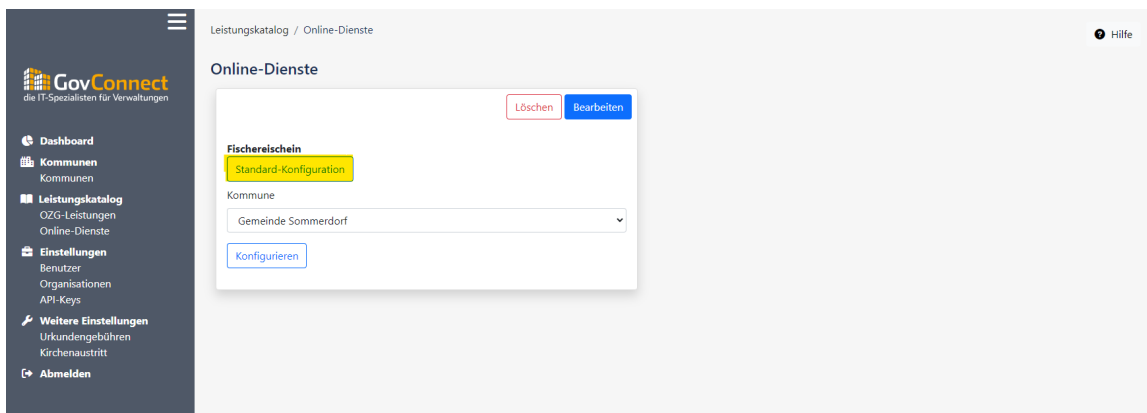 Leistungskatalog / Online-Dienste
Hilfe
GovConnect
die IT-Spezialisten für Verwaltungen
Dashboard
Kommunen
Kommunen
Leistungskatalog
OZG-Leistungen
Online-Dienste
Einstellungen
Benutzer
Organisationen
API-Keys
Weitere Einstellungen
Urkundengebühren
Kirchenaustritt
Abmelden
Online-Dienste
Löschen Bearbeiten
Fischereischein
Standard-Konfiguration
Kommune
Gemeinde Sommerdorf
Konfigurieren